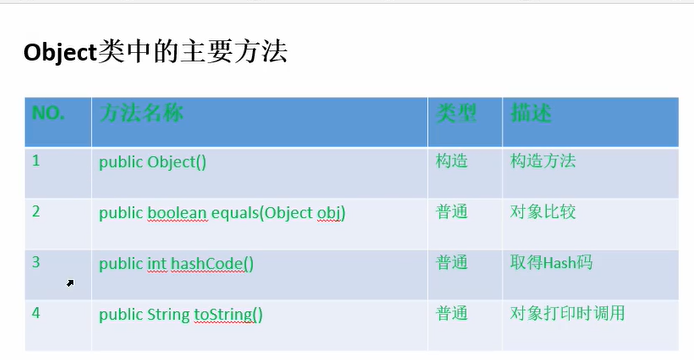 Object类中的主要方法
NO. 方法名称 类型 描述
1 public Object() 构造 构造方法
2 public boolean equals(Object obj) 普通 对象比较
3 public int hashCode() 普通 取得Hash码
4 public String toString() 普通 对象打印时调用